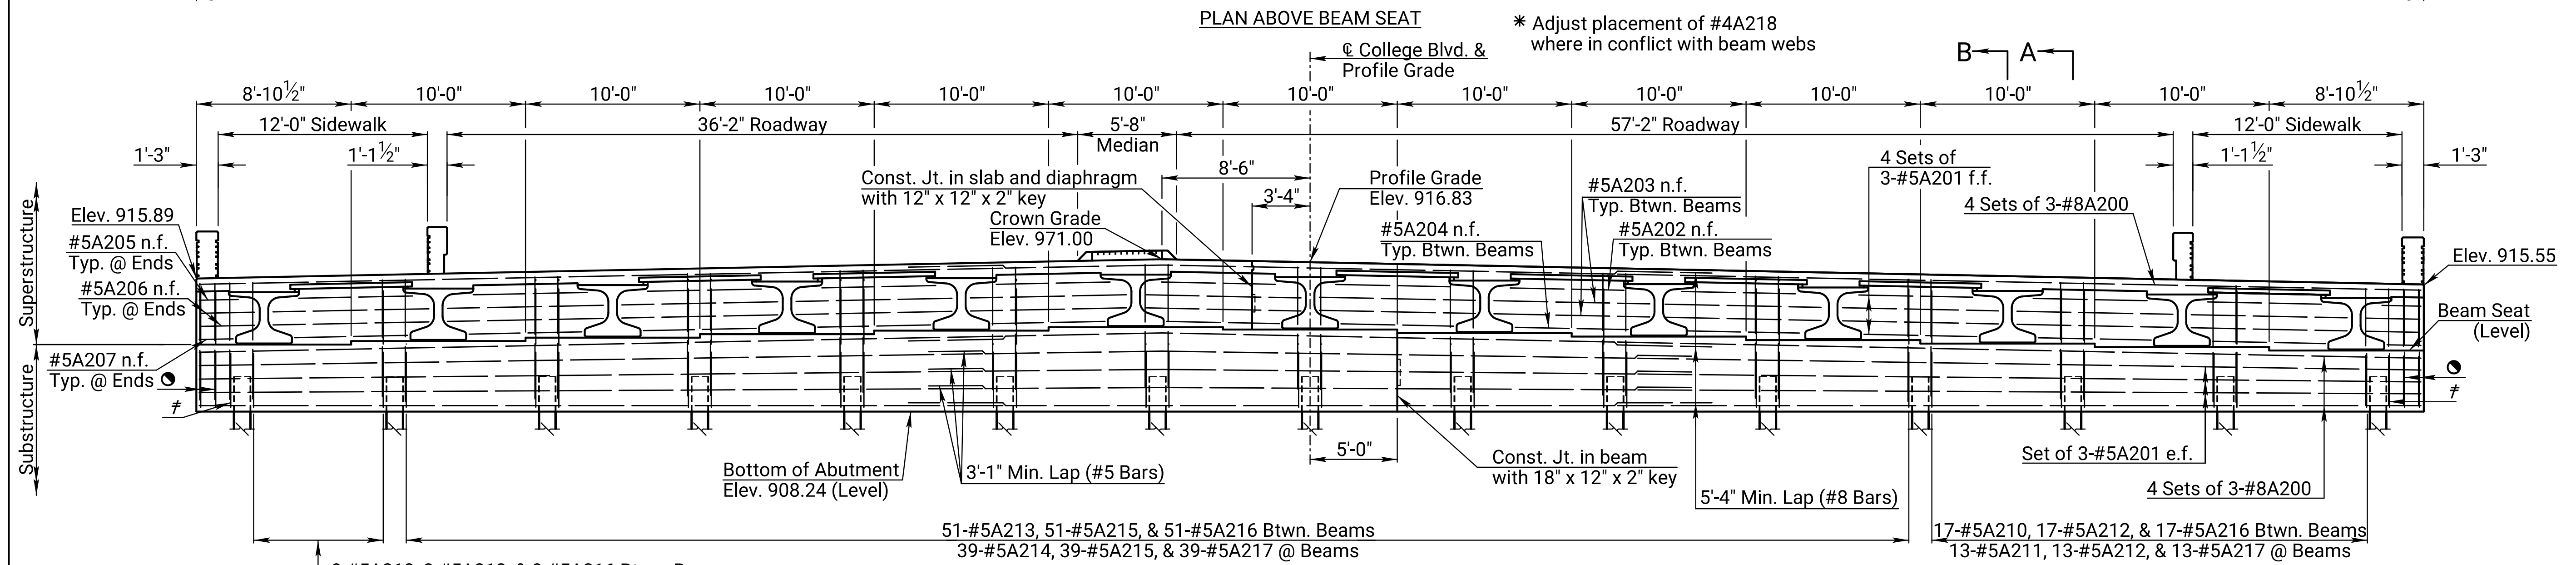 PLAN ABOVE BEAM SEAT
* Adjust placement of #4A218
where in conflict with beam webs
℄ College Blvd. &
Profile Grade
B
A
8'-10½"
10'-0"
10'-0"
10'-0"
10'-0"
10'-0"
10'-0"
10'-0"
10'-0"
10'-0"
10'-0"
10'-0"
8'-10½"
12'-0" Sidewalk
36'-2" Roadway
5'-8"
Median
57'-2" Roadway
12'-0" Sidewalk
1'-3"
1'-1½"
8'-6"
3'-4"
1'-1½"
1'-3"
Const. Jt. in slab and diaphragm
with 12" x 12" x 2" key
Crown Grade
Elev. 971.00
Profile Grade
Elev. 916.83
#5A204 n.f.
Typ. Btwn. Beams
#5A203 n.f.
Typ. Btwn. Beams
#5A202 n.f.
Typ. Btwn. Beams
4 Sets of
3-#5A201 f.f.
4 Sets of 3-#8A200
Elev. 915.89
#5A205 n.f.
Typ. @ Ends
#5A206 n.f.
Typ. @ Ends
#5A207 n.f.
Typ. @ Ends
Superstructure
Substructure
Elev. 915.55
Beam Seat
(Level)
Bottom of Abutment
Elev. 908.24 (Level)
3'-1" Min. Lap (#5 Bars)
5'-0"
Const. Jt. in beam
with 18" x 12" x 2" key
5'-4" Min. Lap (#8 Bars)
Set of 3-#5A201 e.f.
4 Sets of 3-#8A200
51-#5A213, 51-#5A215, & 51-#5A216 Btwn. Beams
39-#5A214, 39-#5A215, & 39-#5A217 @ Beams
17-#5A210, 17-#5A212, & 17-#5A216 Btwn. Beams
13-#5A211, 13-#5A212, & 13-#5A217 @ Beams